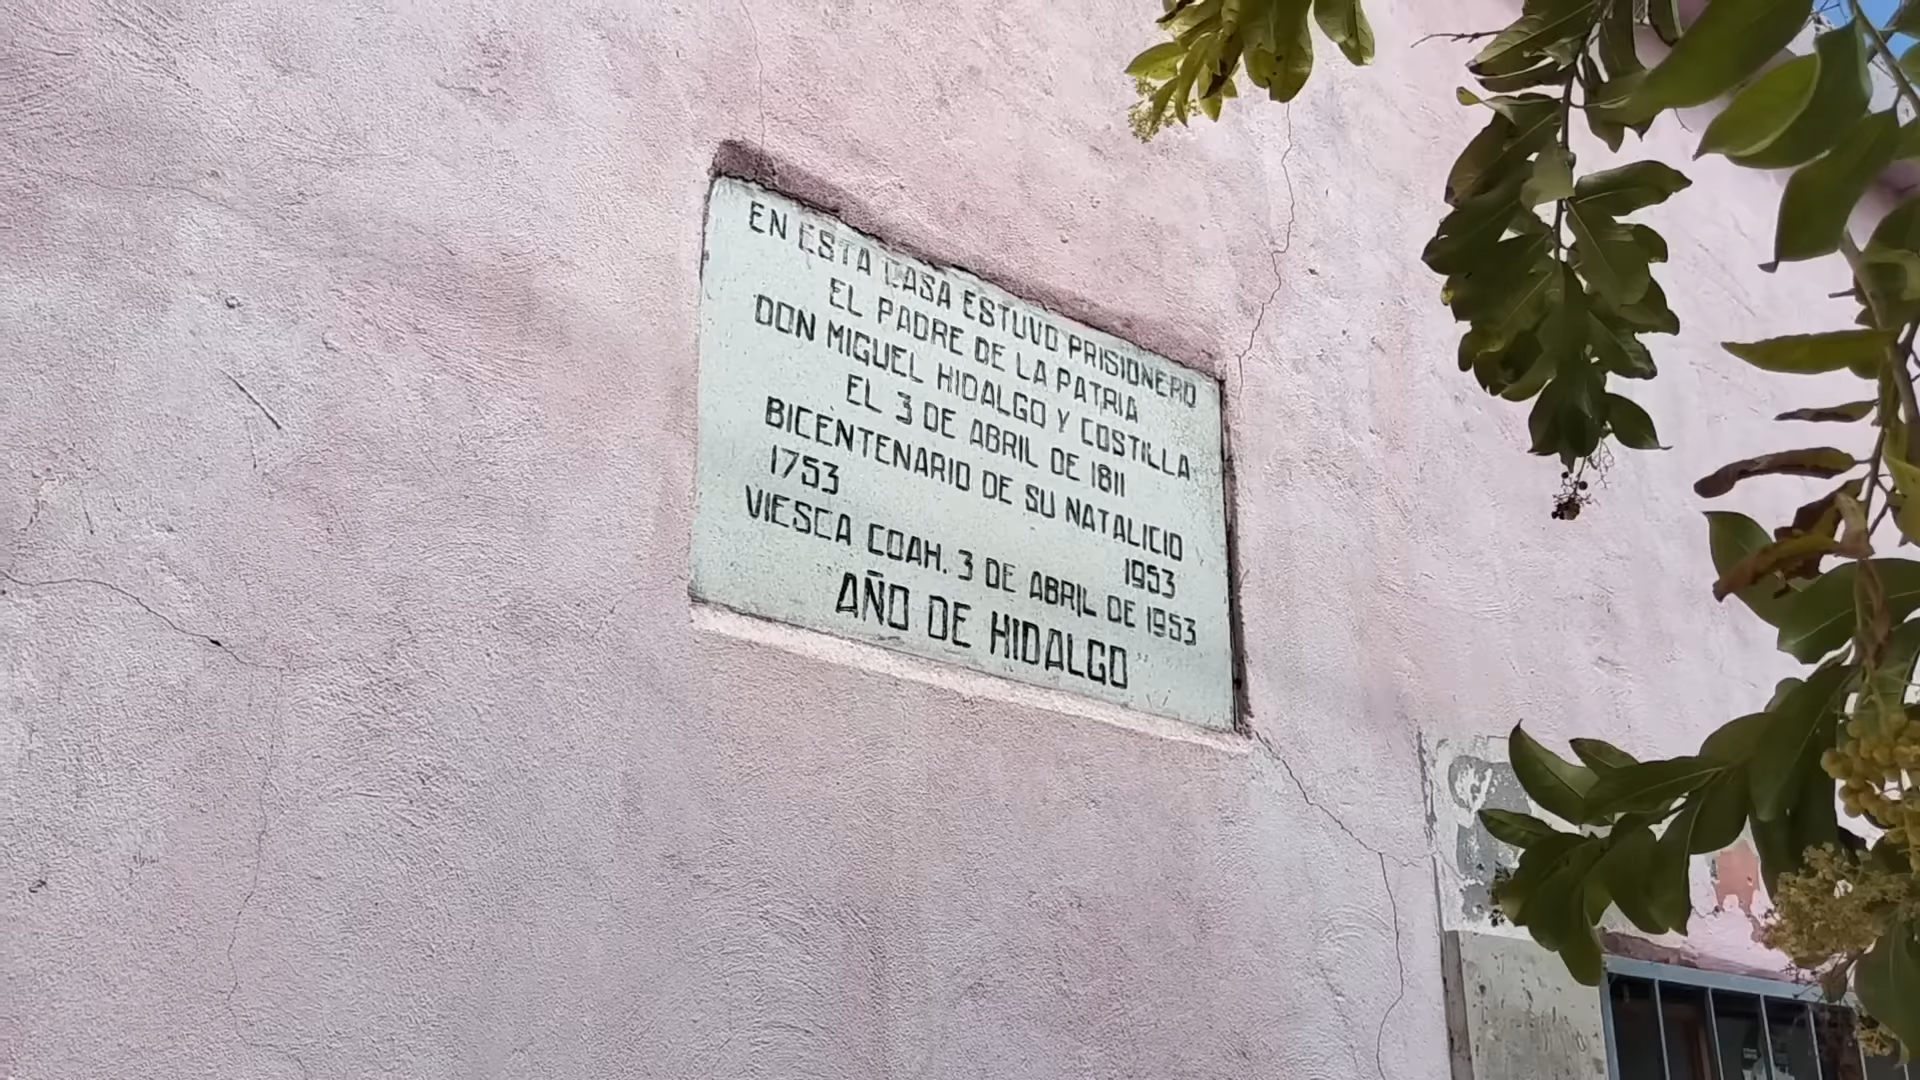 EN ESTA CASA ESTUVO PRISIONERO
EL PADRE DE LA PATRIA
DON MIGUEL HIDALGO Y COSTILLA
EL 3 DE ABRIL DE 1811
BICENTENARIO DE SU NATALICIO
1753 1953
VIESCA COAH. 3 DE ABRIL DE 1953
"AÑO DE HIDALGO"